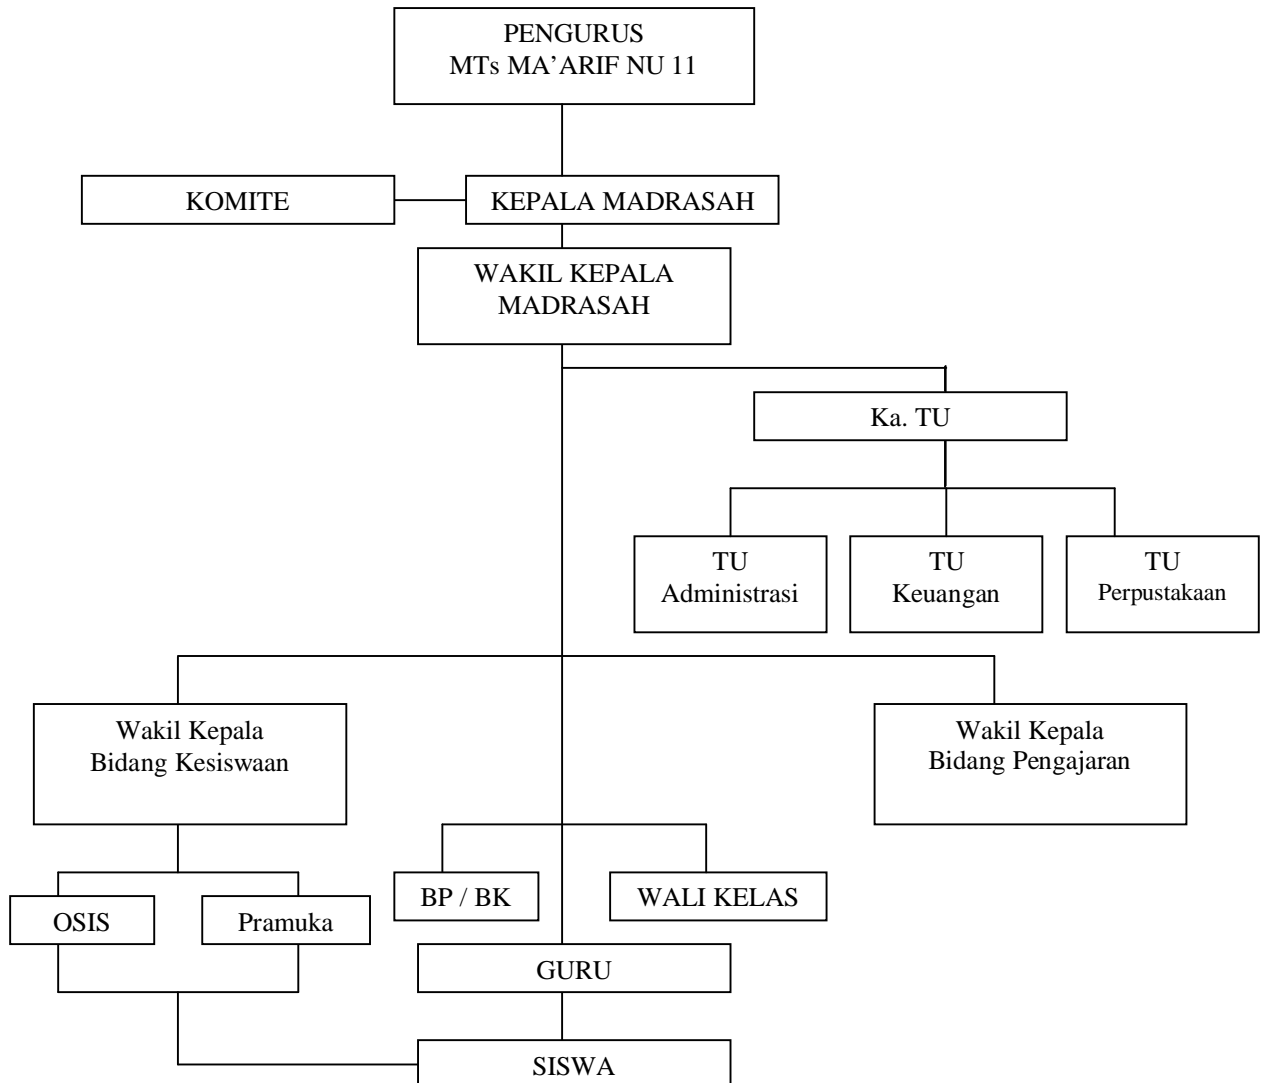 PENGURUS
MTs MA’ARIF NU 11
KOMITE
KEPALA MADRASAH
WAKIL KEPALA
MADRASAH
Ka. TU
TU
Administrasi
TU
Keuangan
TU
Perpustakaan
Wakil Kepala
Bidang Kesiswaan
Wakil Kepala
Bidang Pengajaran
BP / BK
WALI KELAS
OSIS
Pramuka
GURU
SISWA